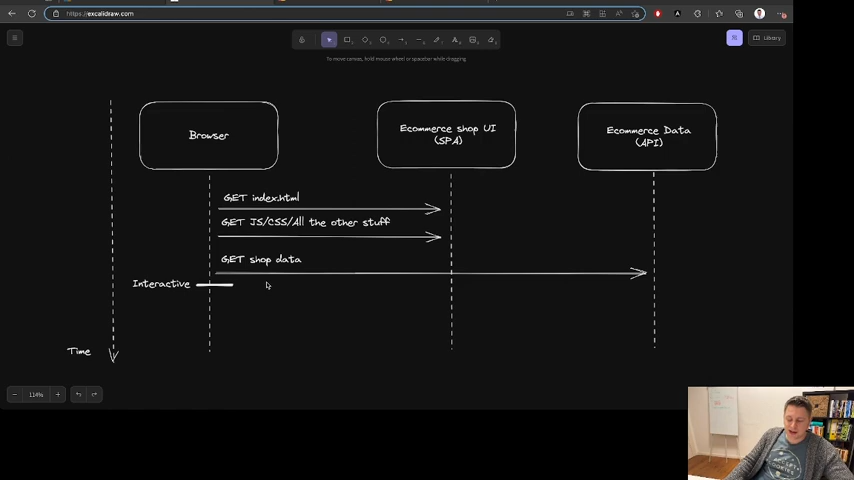 https://excalidraw.com
Library
To move canvas, hold mouse wheel or spacebar while dragging
Browser
Ecommerce shop UI
(SPA)
Ecommerce Data
(API)
GET index.html
GET JS/CSS/All the other stuff
GET shop data
Interactive
Time
114%